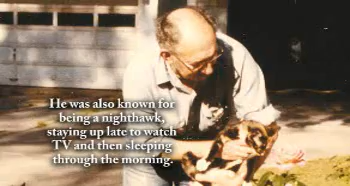 He was also known for
being a nighthawk,
staying up late to watch
TV and then sleeping
through the morning.